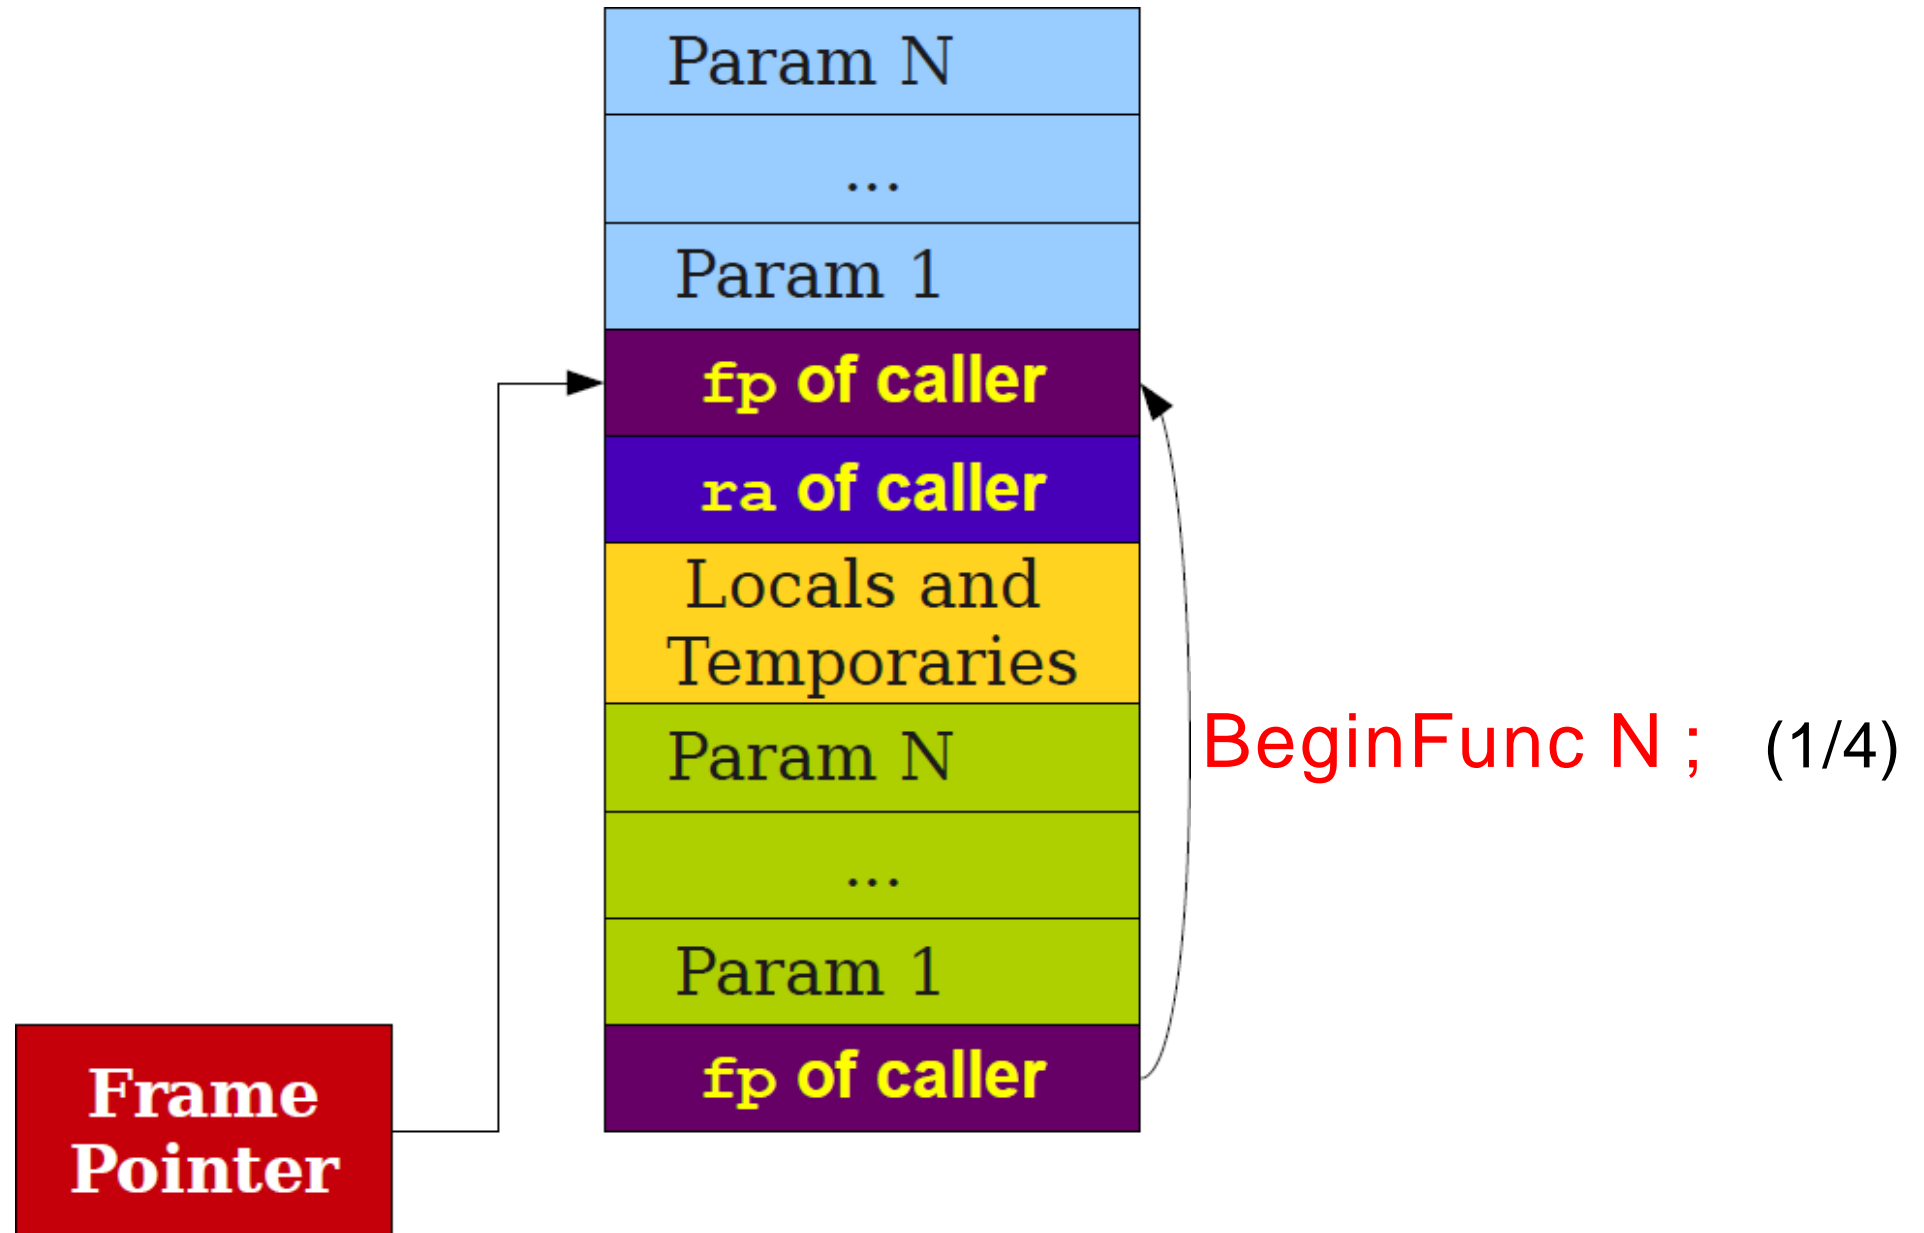 Param N
...
Param 1
fp of caller
ra of caller
Locals and
Temporaries
Param N
BeginFunc N ; (1/4)
...
Param 1
fp of caller
Frame
Pointer